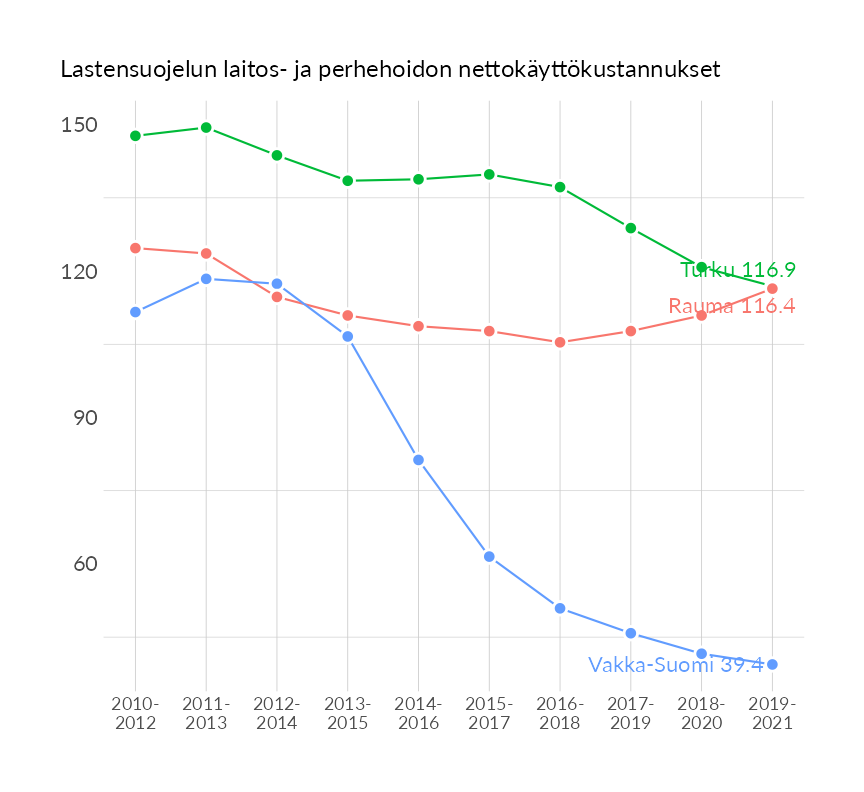 Lastensuojelun laitos- ja perhehoidon nettokäyttökustannukset
150
120
90
60
Turku 116.9
Rauma 116.4
Vakka-Suomi 39.4
2010- 2011- 2012- 2013- 2014- 2015- 2016- 2017- 2018- 2019-
2012 2013 2014 2015 2016 2017 2018 2019 2020 2021